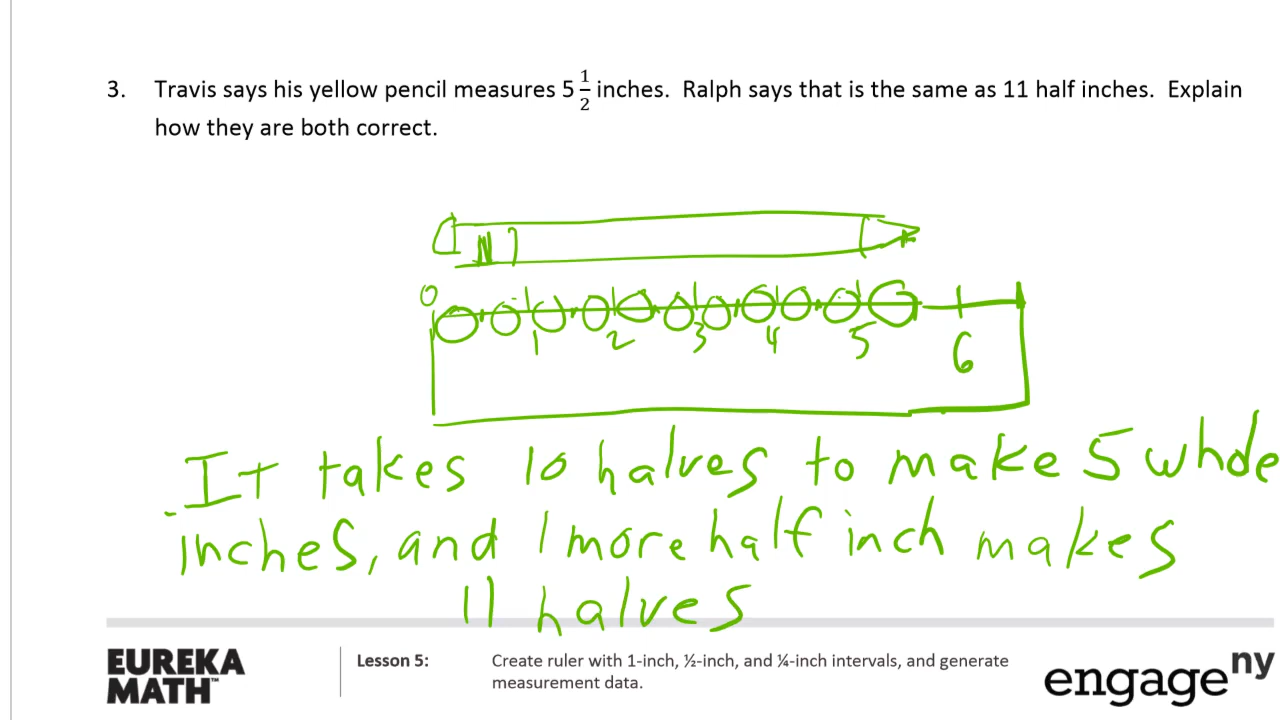 3. Travis says his yellow pencil measures 5 1/2 inches. Ralph says that is the same as 11 half inches. Explain
how they are both correct.
0
1 2 3 4 5 6
It takes 10 halves to make 5 whole
inches, and 1 more half inch makes
11 halves
EUREKA
MATH™
Lesson 5:
Create ruler with 1-inch, ½-inch, and ¼-inch intervals, and generate
measurement data.
engage ny